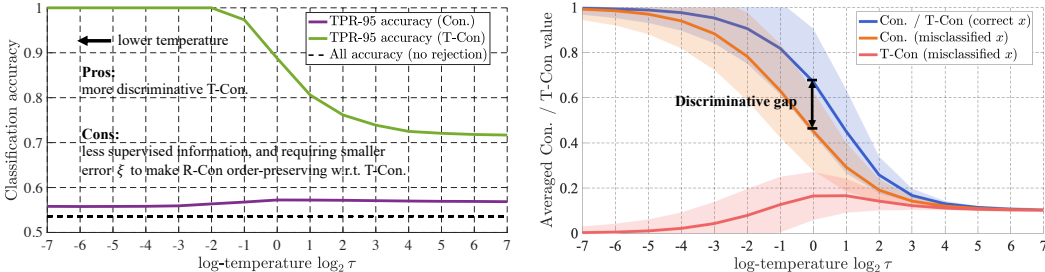 Classification accuracy
1
0.9
0.8
0.7
0.6
0.5
TPR-95 accuracy (Con.)
TPR-95 accuracy (T-Con)
All accuracy (no rejection)
lower temperature
Pros:
more discriminative T-Con.
Cons:
less supervised information, and requiring smaller
error ξ to make R-Con order-preserving w.r.t. T-Con.
-7 -6 -5 -4 -3 -2 -1 0 1 2 3 4 5 6 7
log-temperature log₂ τ
Averaged Con. / T-Con value
1
0.8
0.6
0.4
0.2
0
Con. / T-Con (correct x)
Con. (misclassified x)
T-Con (misclassified x)
Discriminative gap
-7 -6 -5 -4 -3 -2 -1 0 1 2 3 4 5 6 7
log-temperature log₂ τ